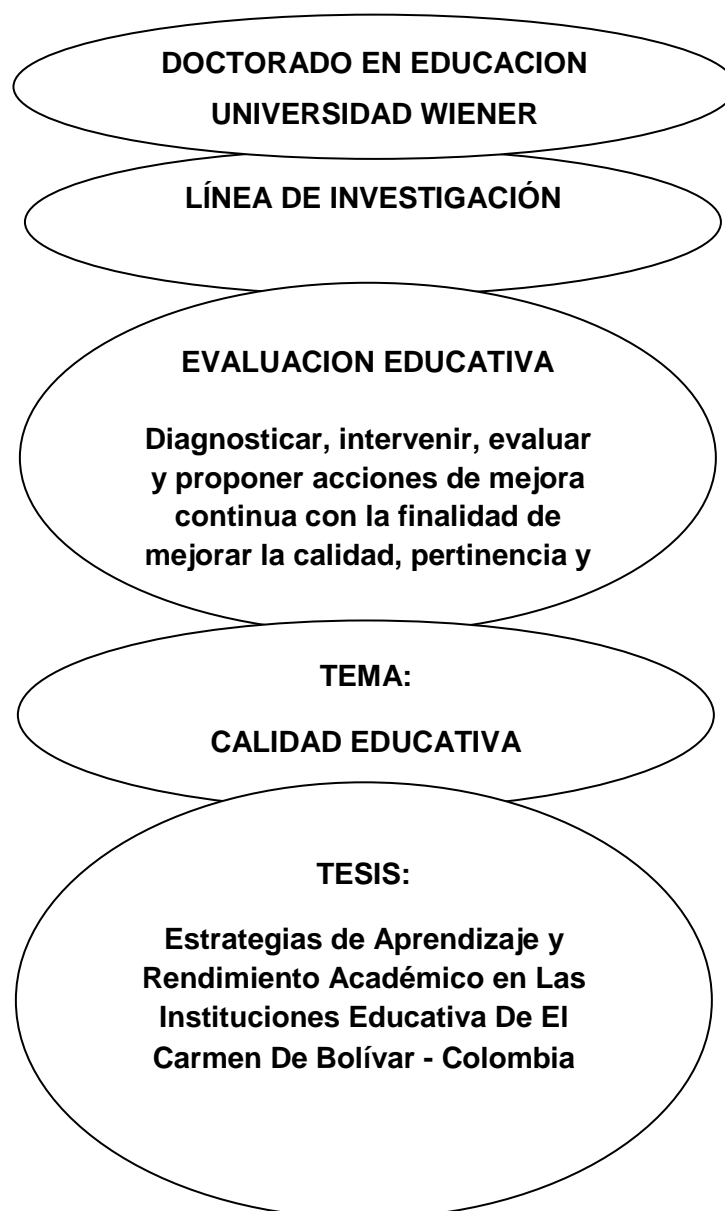 DOCTORADO EN EDUCACION
UNIVERSIDAD WIENER
LÍNEA DE INVESTIGACIÓN
EVALUACION EDUCATIVA
Diagnosticar, intervenir, evaluar
y proponer acciones de mejora
continua con la finalidad de
mejorar la calidad, pertinencia y
TEMA:
CALIDAD EDUCATIVA
TESIS:
Estrategias de Aprendizaje y
Rendimiento Académico en Las
Instituciones Educativa De El
Carmen De Bolívar - Colombia